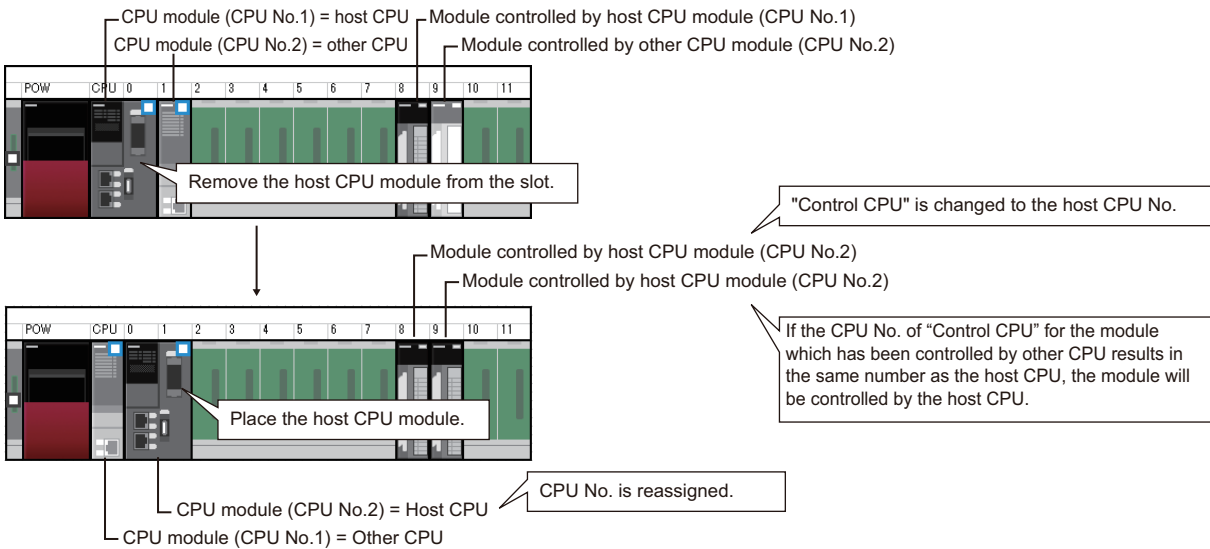 CPU module (CPU No.1) = host CPU
Module controlled by host CPU module (CPU No.1)
CPU module (CPU No.2) = other CPU
Module controlled by other CPU module (CPU No.2)
POW CPU 0 1 2 3 4 5 6 7 8 9 10 11
Remove the host CPU module from the slot.
"Control CPU" is changed to the host CPU No.
Module controlled by host CPU module (CPU No.2)
Module controlled by host CPU module (CPU No.2)
POW CPU 0 1 2 3 4 5 6 7 8 9 10 11
If the CPU No. of “Control CPU” for the module
which has been controlled by other CPU results in
the same number as the host CPU, the module will
be controlled by the host CPU.
Place the host CPU module.
CPU No. is reassigned.
CPU module (CPU No.2) = Host CPU
CPU module (CPU No.1) = Other CPU